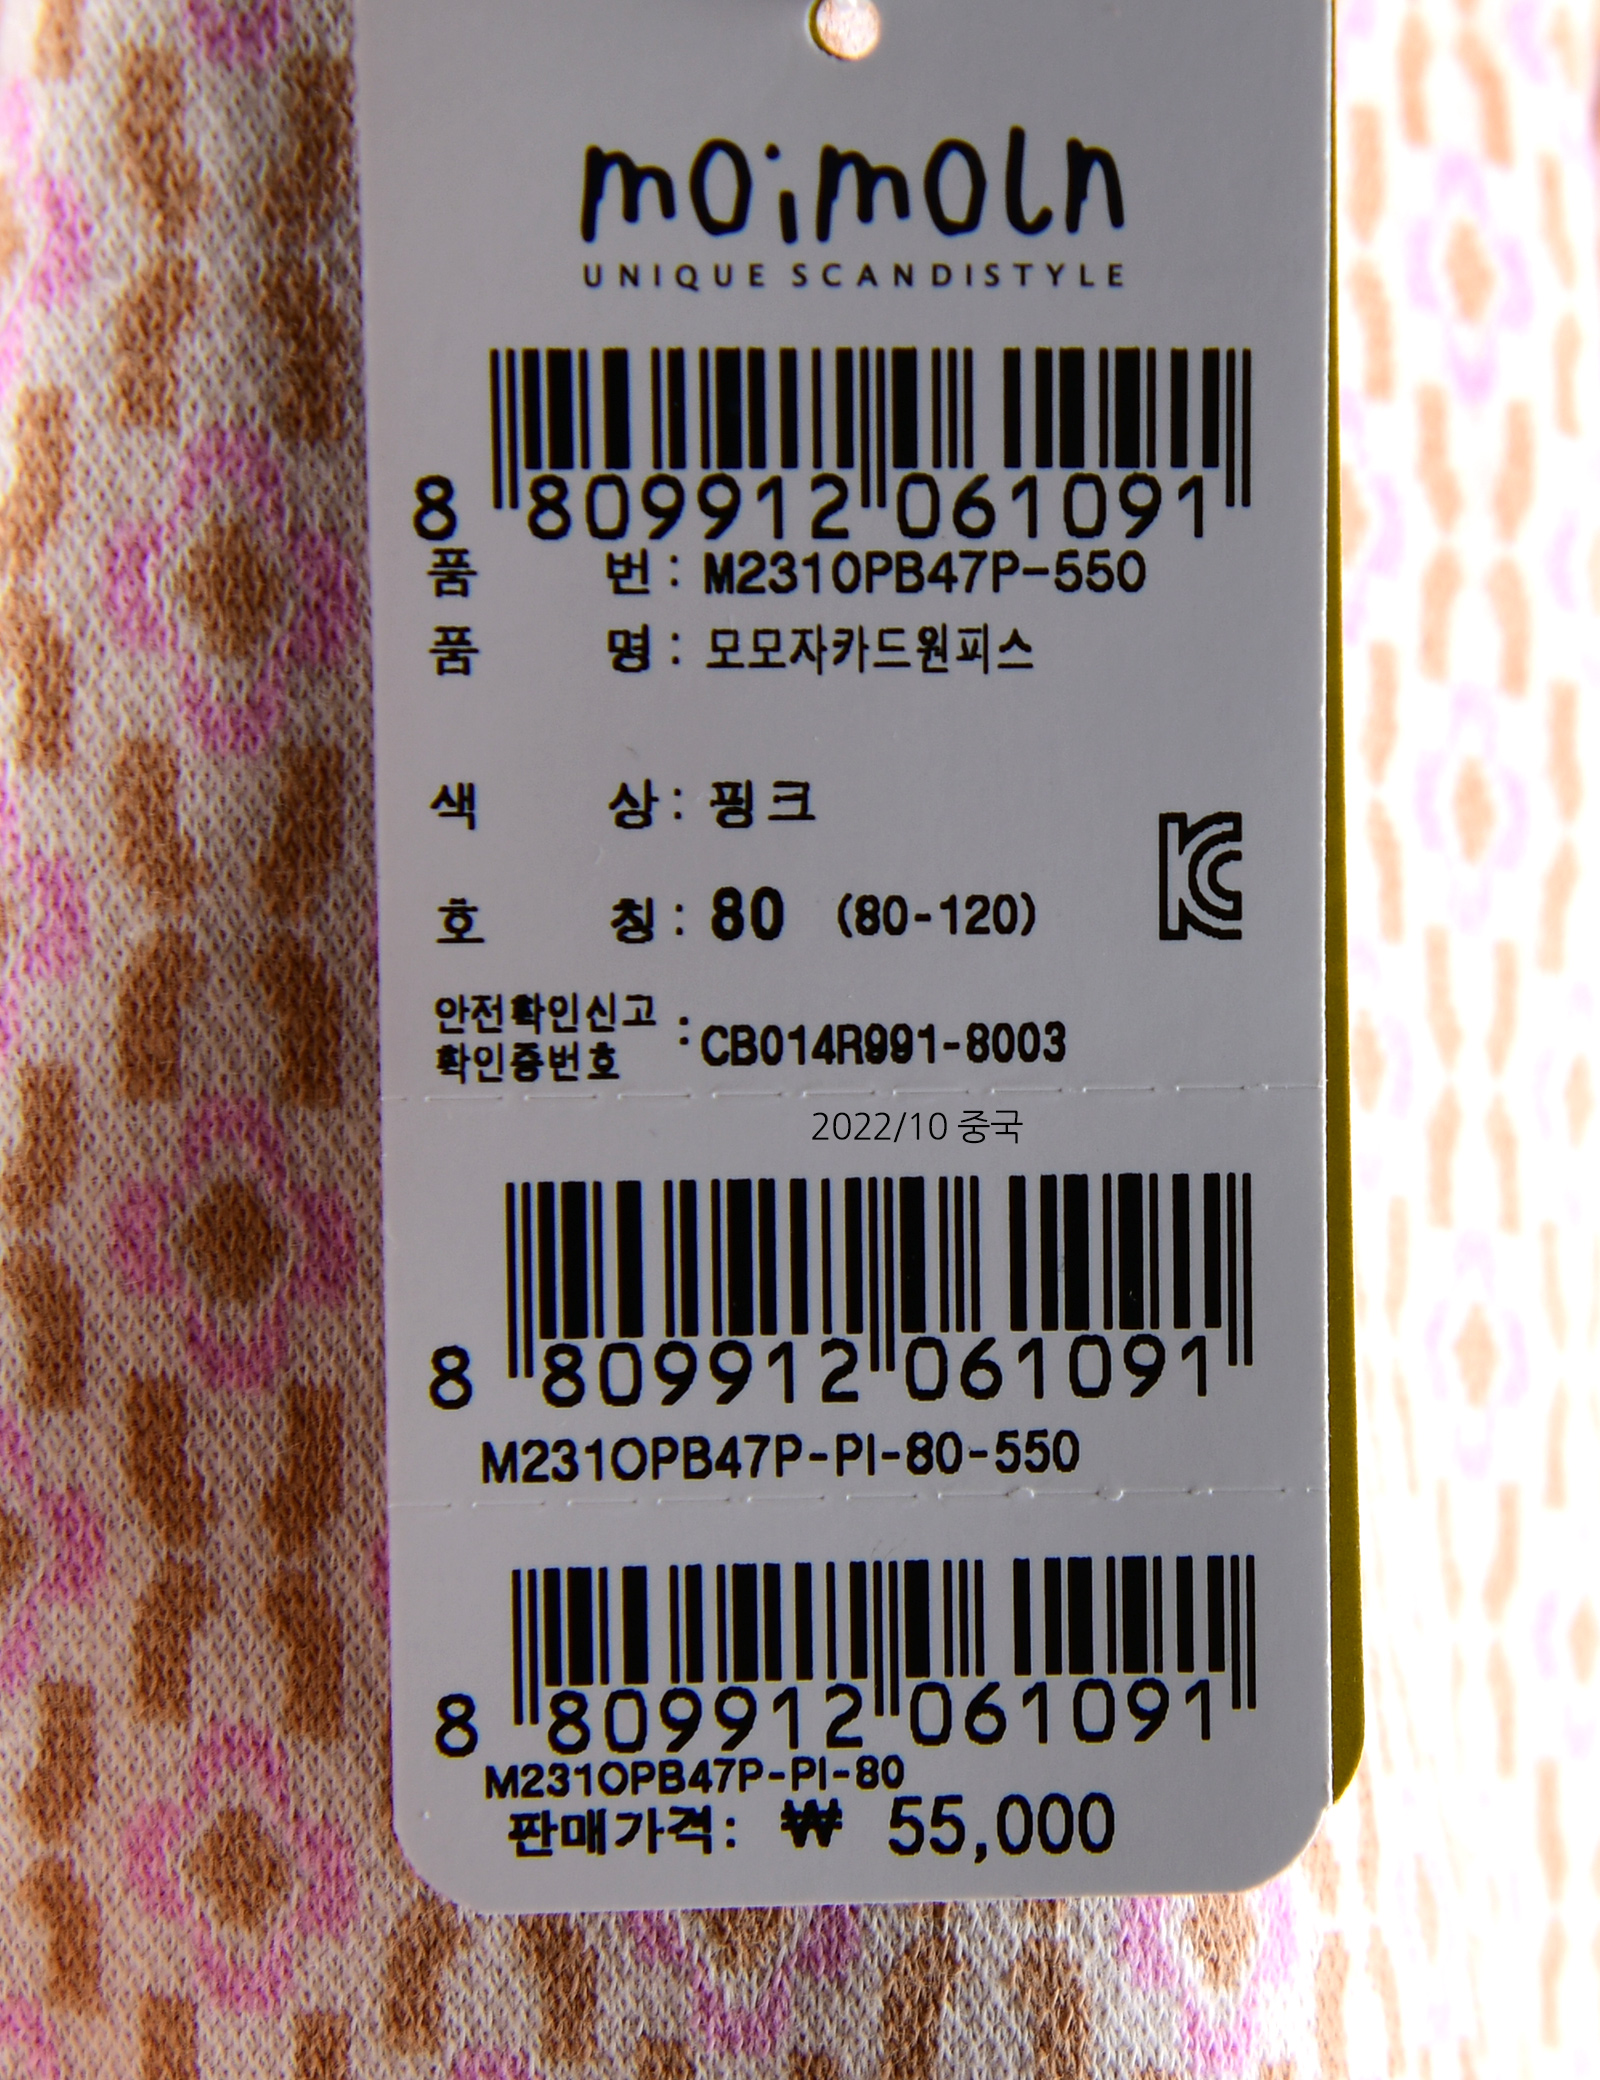 moimoln
UNIQUE SCANDISTYLE
8 809912 061091
품 번 : M231OPB47P-550
품 명 : 모모자카드원피스
색 상 : 핑크
호 칭 : 80 (80-120)
안전확인신고
확인증번호 : CB014R991-8003
2022/10 중국
8 809912 061091
M231OPB47P-PI-80-550
8 809912 061091
M231OPB47P-PI-80
판매가격: ₩ 55,000